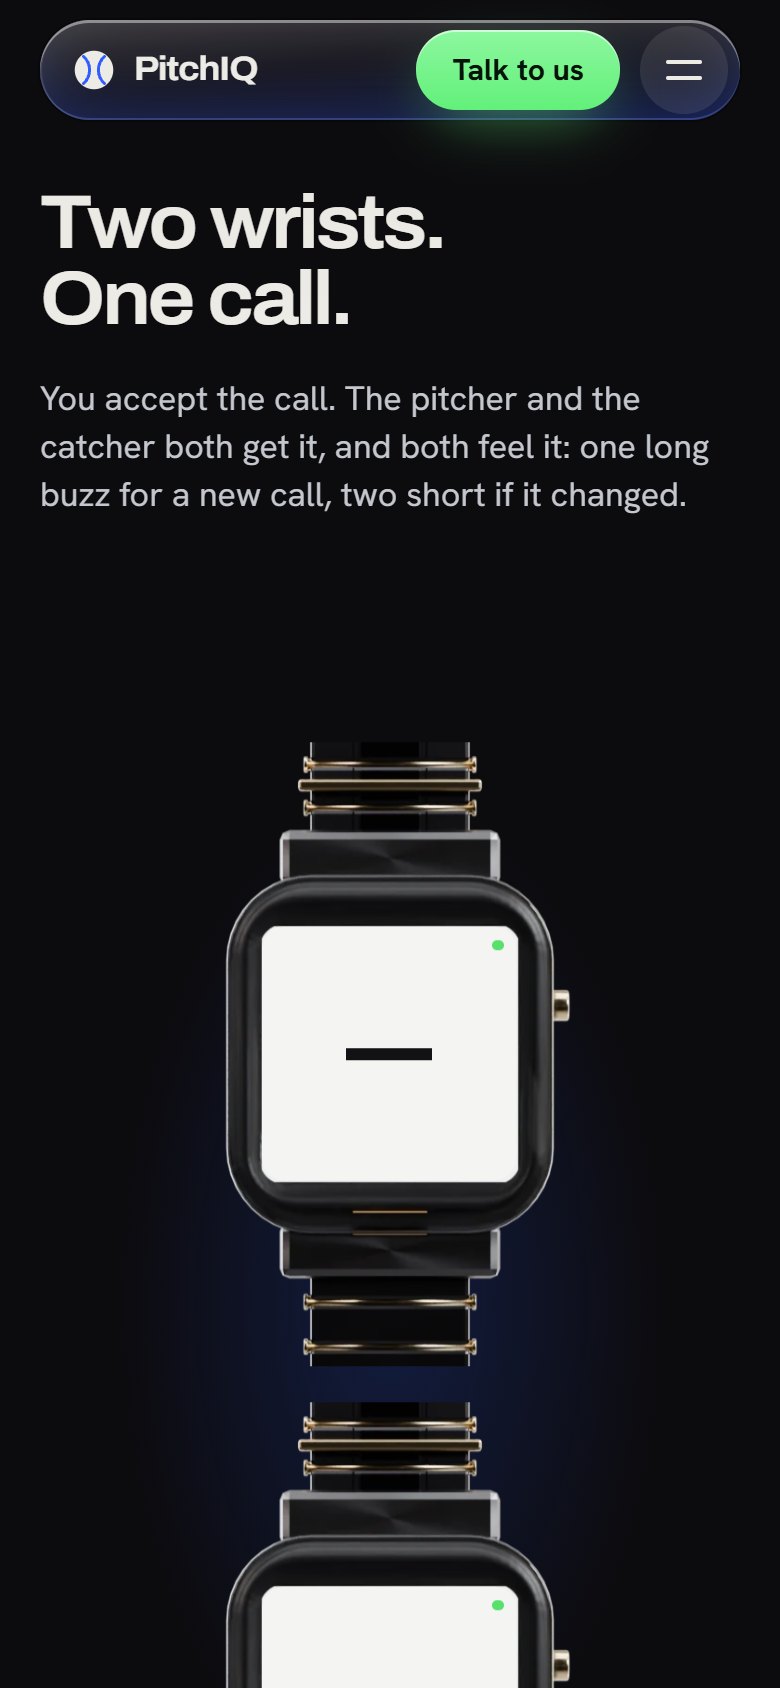 PitchIQ
Talk to us
Two wrists.
One call.
You accept the call. The pitcher and the
catcher both get it, and both feel it: one long
buzz for a new call, two short if it changed.